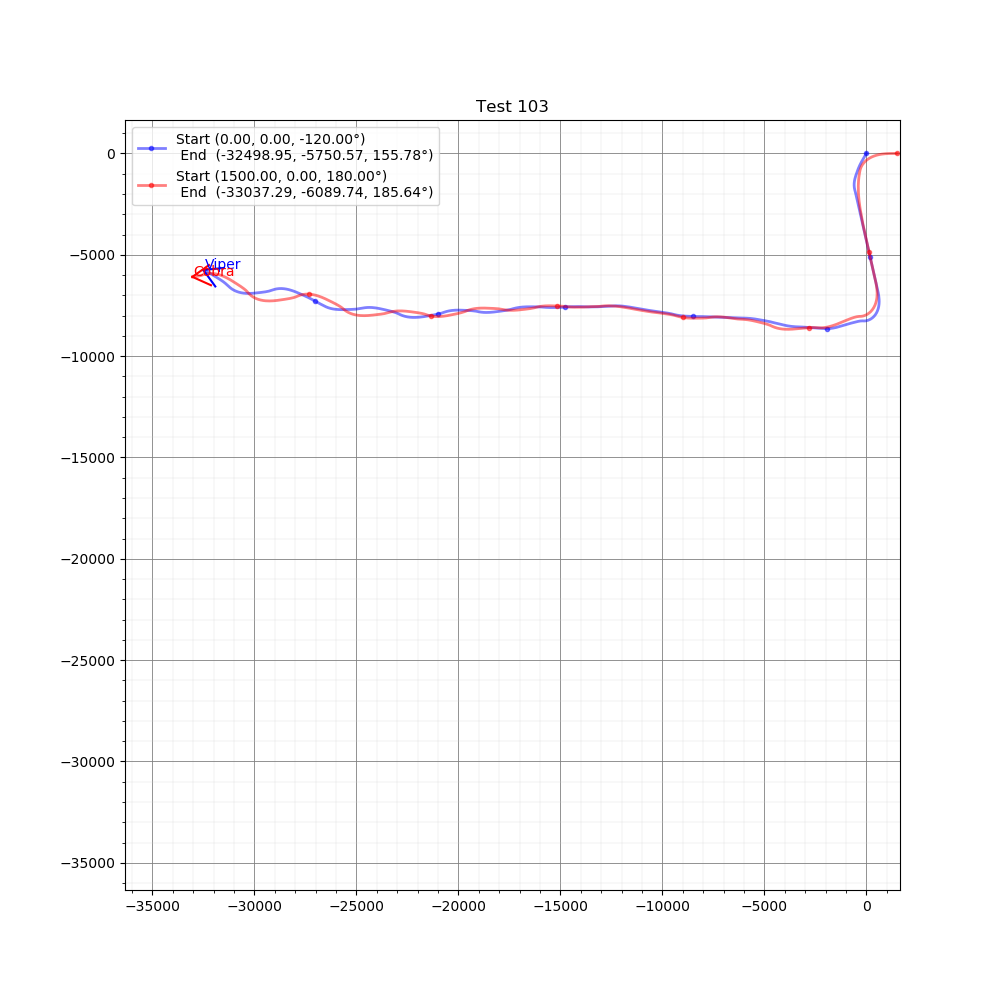 Test 103
Start (0.00, 0.00, -120.00°)
End  (-32498.95, -5750.57, 155.78°)
Start (1500.00, 0.00, 180.00°)
End  (-33037.29, -6089.74, 185.64°)
0
−5000
−10000
−15000
−20000
−25000
−30000
−35000
Viper
Cobra
−35000
−30000
−25000
−20000
−15000
−10000
−5000
0